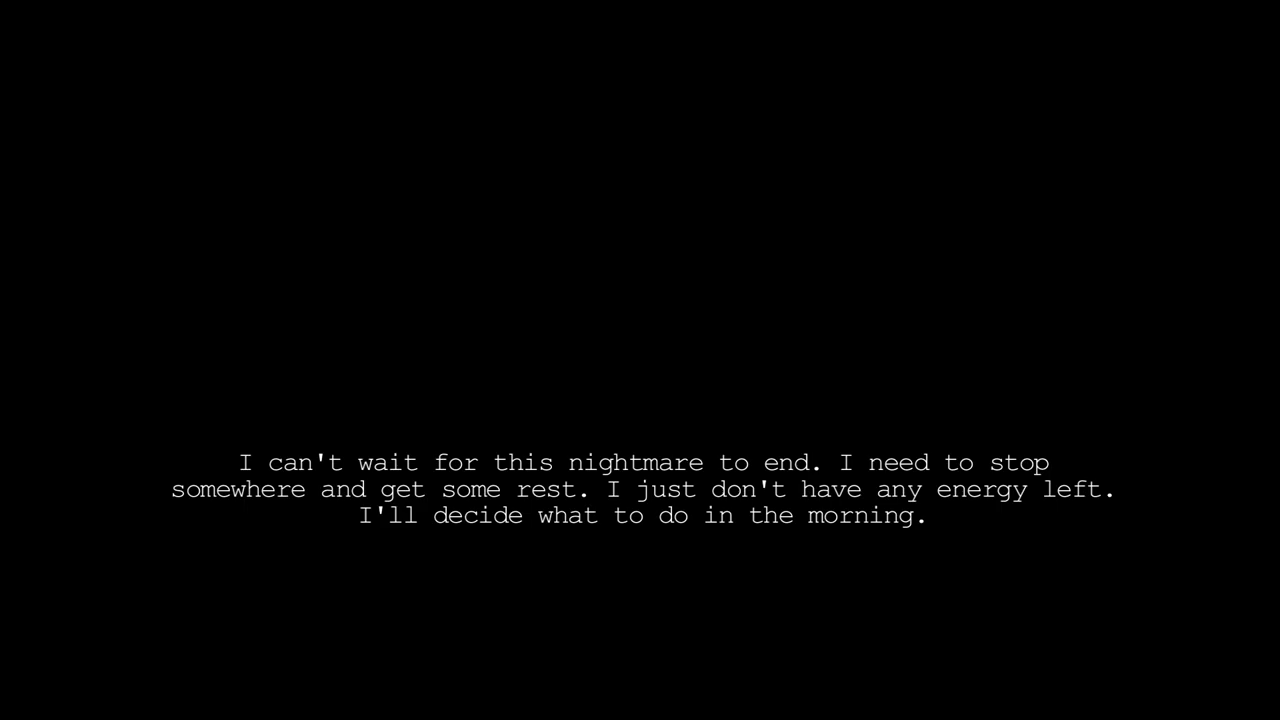 I can't wait for this nightmare to end. I need to stop
somewhere and get some rest. I just don't have any energy left.
I'll decide what to do in the morning.